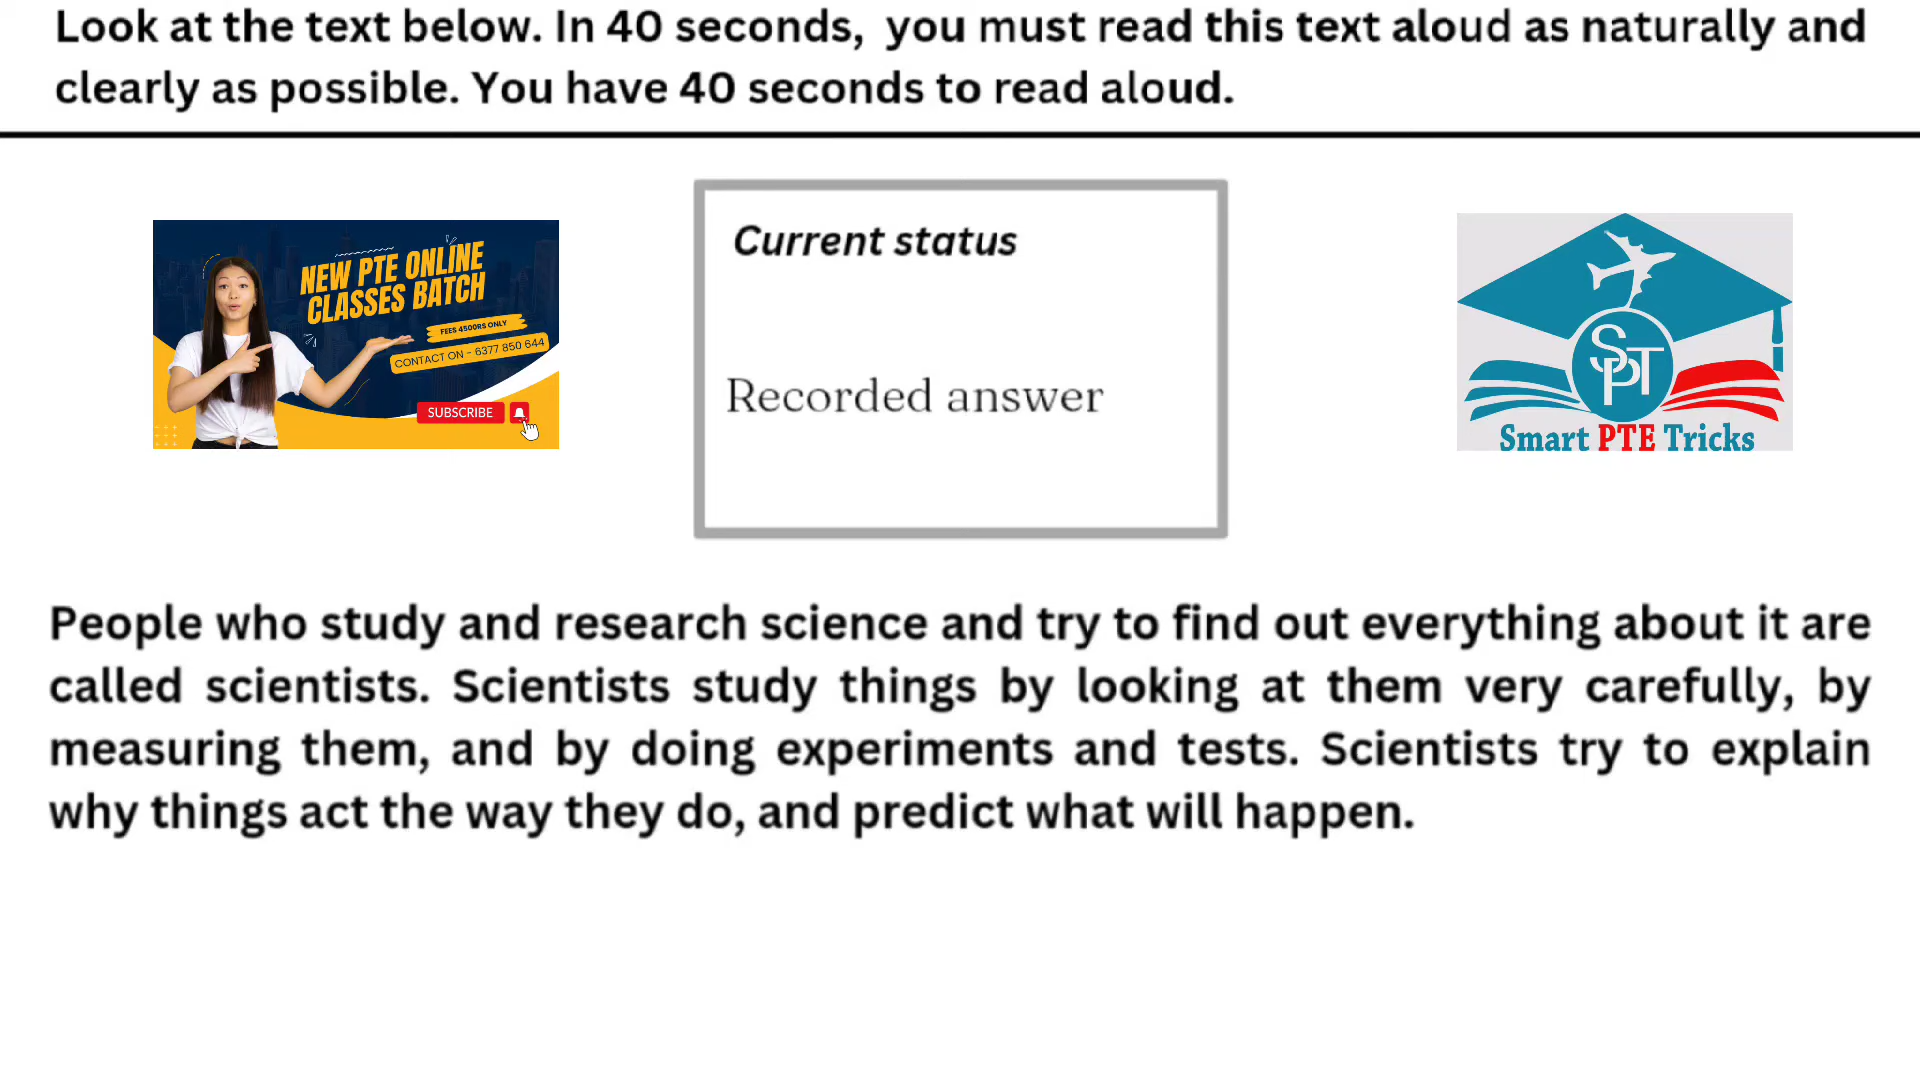 Look at the text below. In 40 seconds, you must read this text aloud as naturally and
clearly as possible. You have 40 seconds to read aloud.
NEW PTE ONLINE
CLASSES BATCH
FEES 4500RS ONLY
CONTACT ON - 6377 850 644
SUBSCRIBE
Current status
Recorded answer
SPT
Smart PTE Tricks
People who study and research science and try to find out everything about it are
called scientists. Scientists study things by looking at them very carefully, by
measuring them, and by doing experiments and tests. Scientists try to explain
why things act the way they do, and predict what will happen.